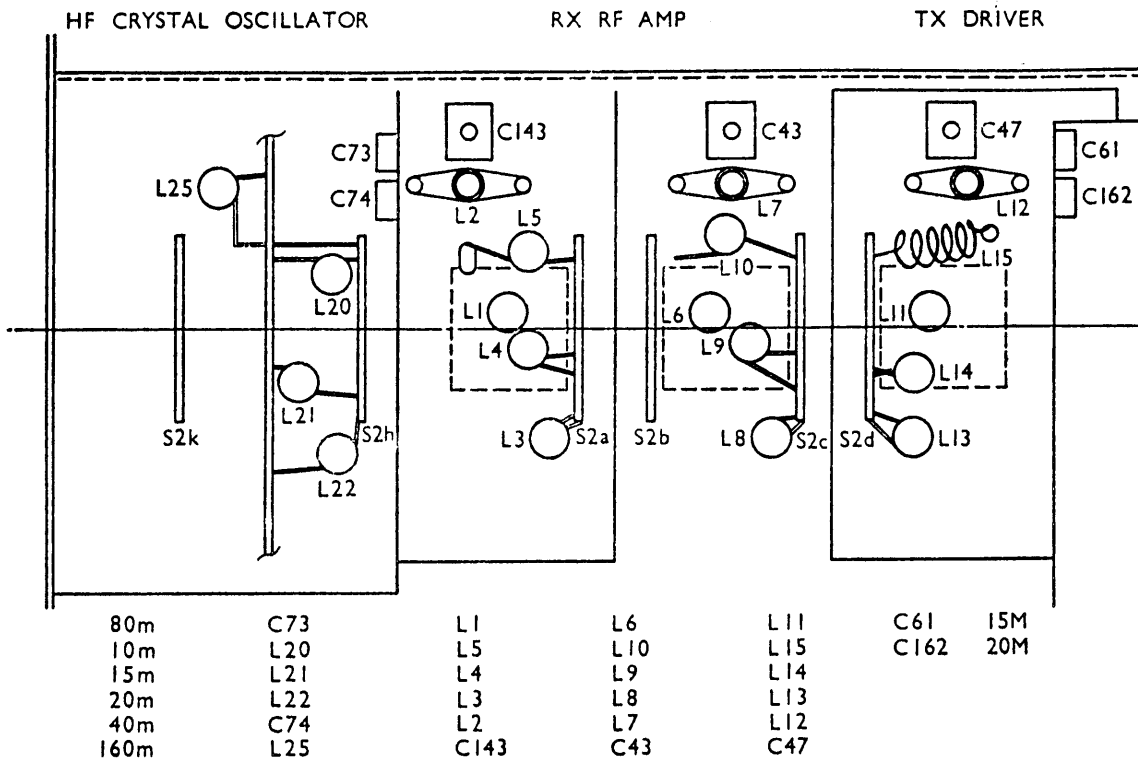 HF CRYSTAL OSCILLATOR RX RF AMP TX DRIVER
C73 C143 C43 C47 C61
L25 C74 L2 L5 L7 L12 C162
L20 L10 L15
L1 L6 L11
L4 L9 L14
L21
S2k S2h L3 S2a S2b L8 S2c S2d L13
L22
80m C73 L1 L6 L11 C61 15M
10m L20 L5 L10 L15 C162 20M
15m L21 L4 L9 L14
20m L22 L3 L8 L13
40m C74 L2 L7 L12
160m L25 C143 C43 C47